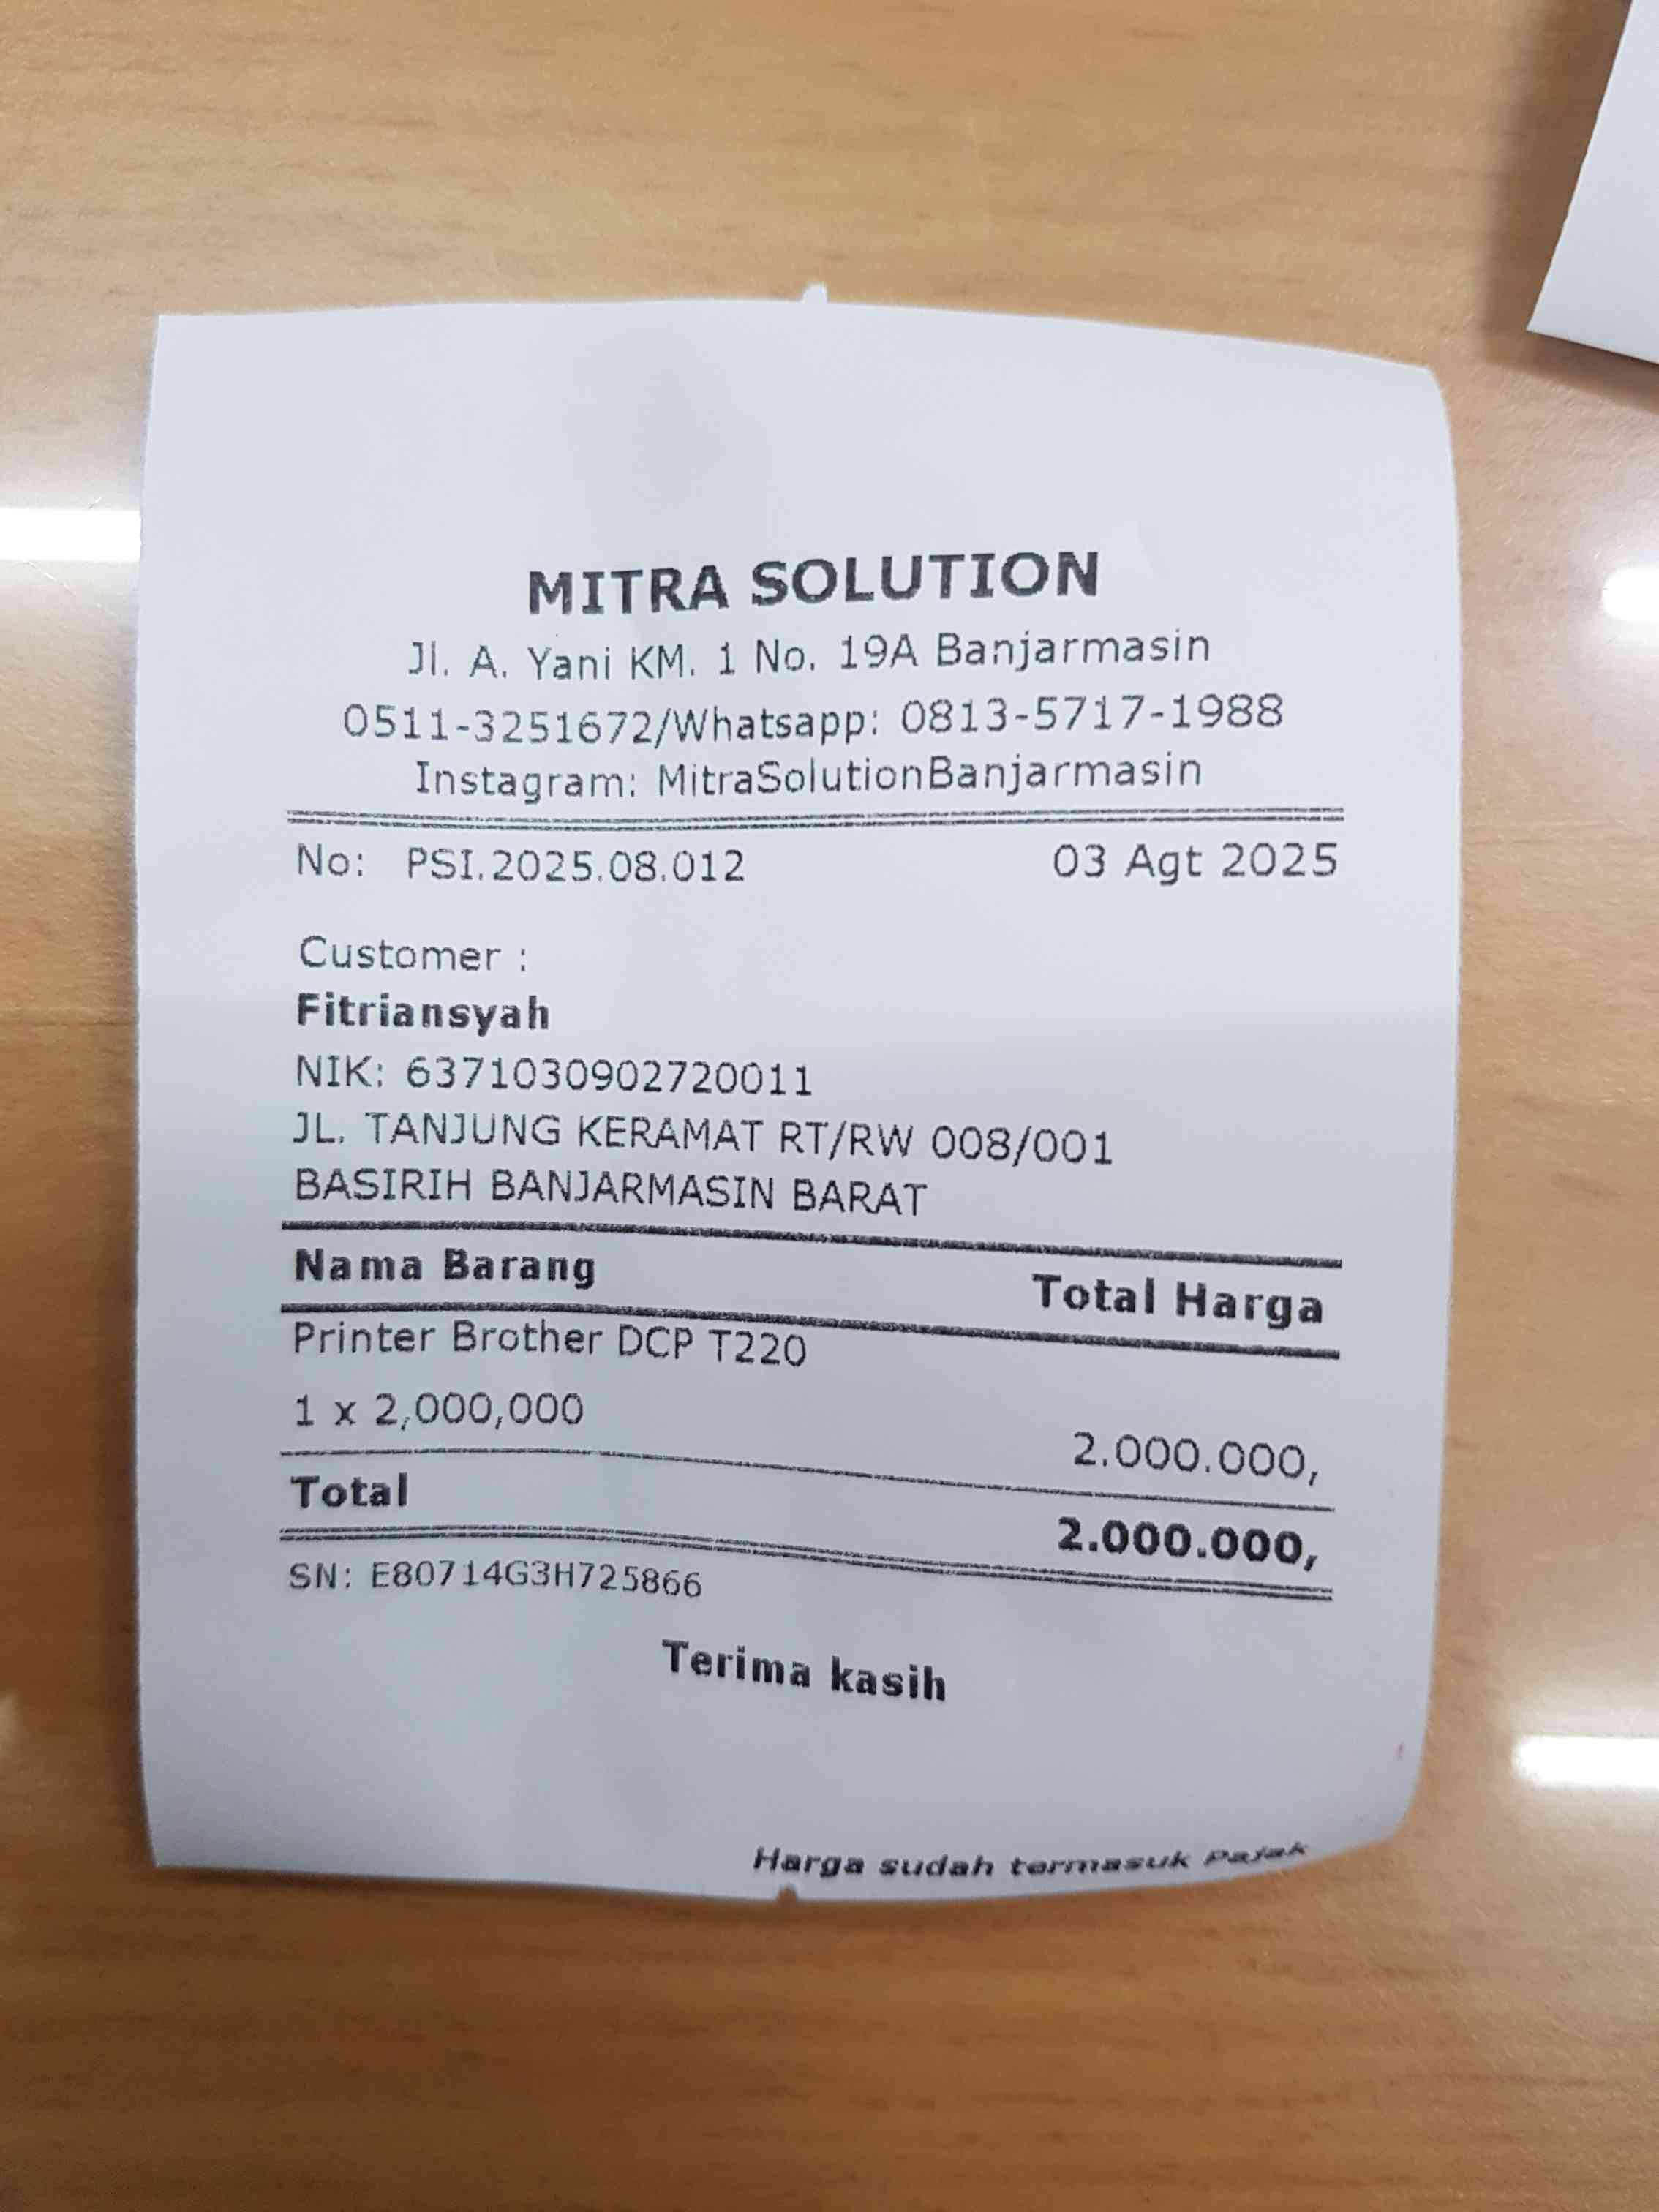 MITRA SOLUTION
Jl. A. Yani KM. 1 No. 19A Banjarmasin
0511-3251672/Whatsapp: 0813-5717-1988
Instagram: MitraSolutionBanjarmasin
No: PSI.2025.08.012 03 Agt 2025
Customer :
Fitriansyah
NIK: 6371030902720011
JL. TANJUNG KERAMAT RT/RW 008/001
BASIRIH BANJARMASIN BARAT
Nama Barang Total Harga
Printer Brother DCP T220
1 x 2,000,000 2.000.000,
Total 2.000.000,
SN: E80714G3H725866
Terima kasih
Harga sudah termasuk Pajak